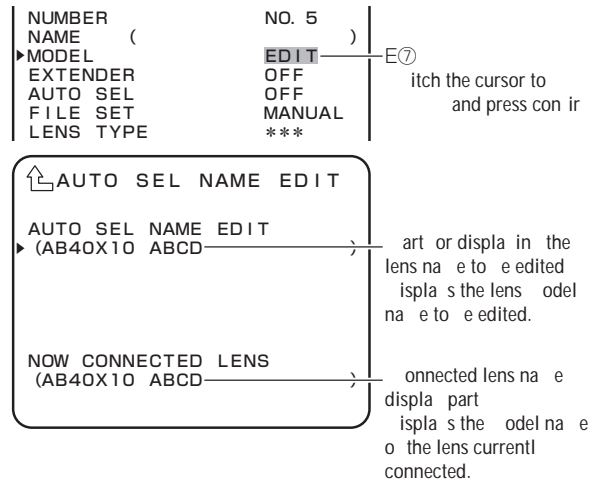 NUMBER NO. 5
NAME ( )
▶MODEL EDIT E⑦
EXTENDER OFF
AUTO SEL OFF
FILE SET MANUAL
LENS TYPE ***
itch the cursor to
and press con ir
AUTO SEL NAME EDIT
AUTO SEL NAME EDIT
▶ (AB40X10 ABCD )
art or displa in the
lens na e to e edited
ispla s the lens odel
na e to e edited.
NOW CONNECTED LENS
(AB40X10 ABCD )
onnected lens na e
displa part
ispla s the odel na e
o the lens currentl
connected.